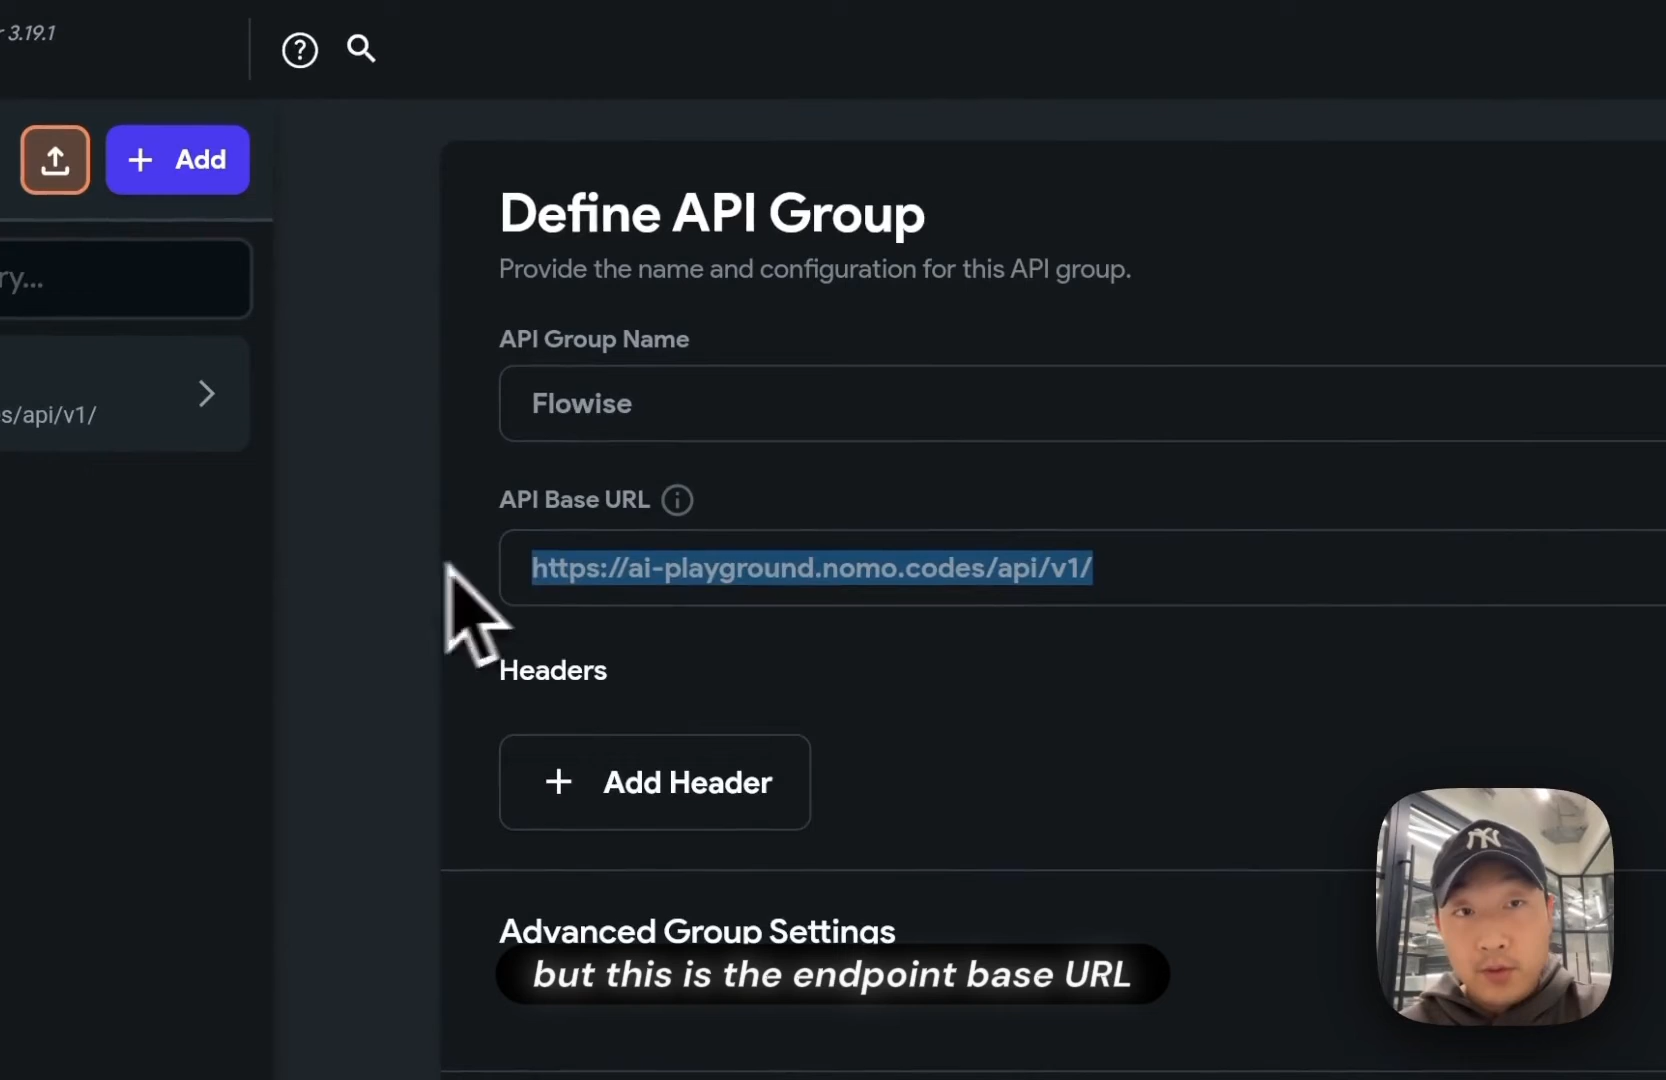 r 3.19.1
+ Add
ry...
s/api/v1/
Define API Group
Provide the name and configuration for this API group.
API Group Name
Flowise
API Base URL
https://ai-playground.nomo.codes/api/v1/
Headers
+ Add Header
Advanced Group Settings
but this is the endpoint base URL